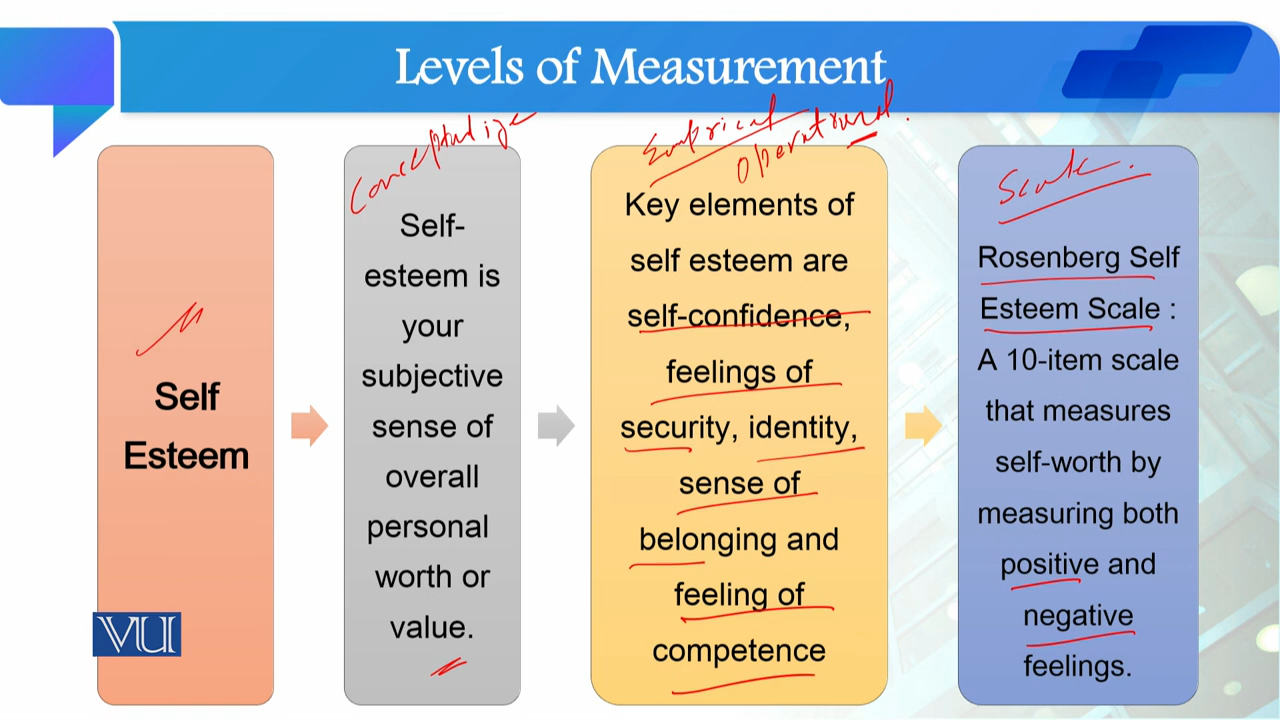 Levels of Measurement
Conceptualize
Empirical
Operational.
Scale.
Self
Esteem
Self-
esteem is
your
subjective
sense of
overall
personal
worth or
value.
Key elements of
self esteem are
self-confidence,
feelings of
security, identity,
sense of
belonging and
feeling of
competence
Rosenberg Self
Esteem Scale :
A 10-item scale
that measures
self-worth by
measuring both
positive and
negative
feelings.
VU